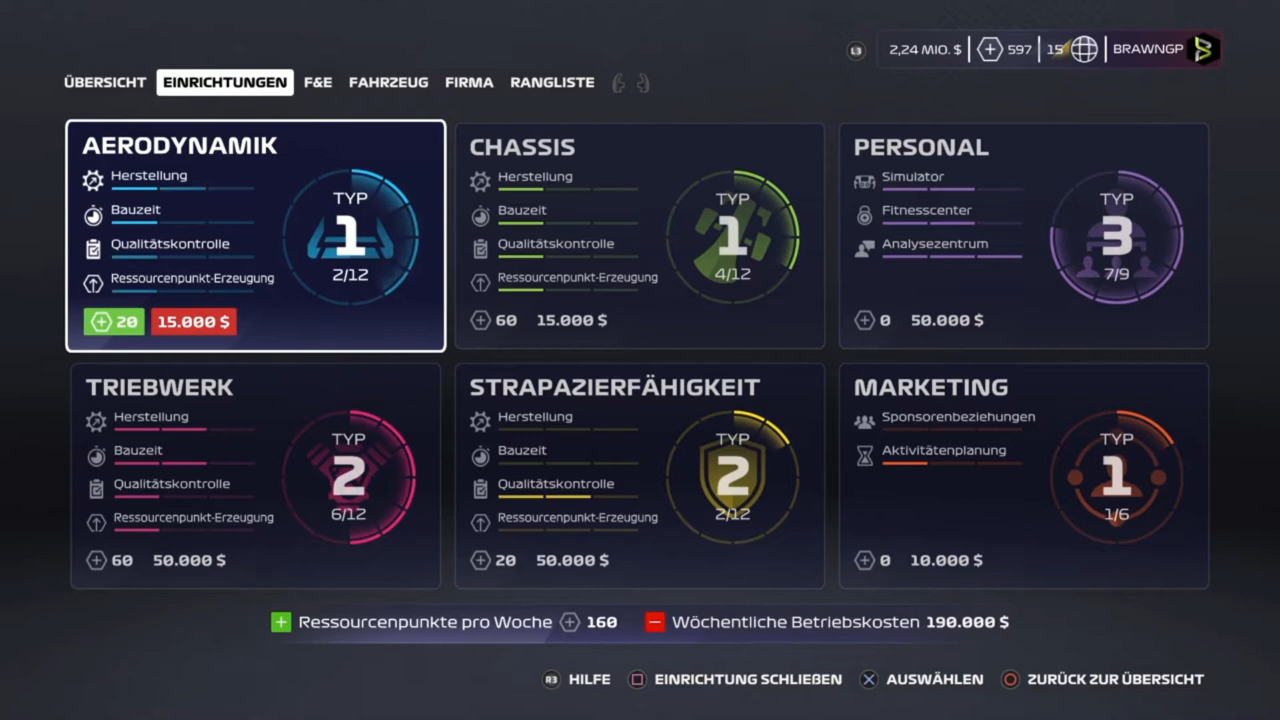 L3 2,24 MIO. $ 597 15 BRAWNGP
ÜBERSICHT EINRICHTUNGEN F&E FAHRZEUG FIRMA RANGLISTE
AERODYNAMIK
Herstellung
Bauzeit
Qualitätskontrolle
Ressourcenpunkt-Erzeugung
TYP
1
2/12
20 15.000 $
CHASSIS
Herstellung
Bauzeit
Qualitätskontrolle
Ressourcenpunkt-Erzeugung
TYP
1
4/12
60 15.000 $
PERSONAL
Simulator
Fitnesscenter
Analysezentrum
TYP
3
7/9
0 50.000 $
TRIEBWERK
Herstellung
Bauzeit
Qualitätskontrolle
Ressourcenpunkt-Erzeugung
TYP
2
6/12
60 50.000 $
STRAPAZIERFÄHIGKEIT
Herstellung
Bauzeit
Qualitätskontrolle
Ressourcenpunkt-Erzeugung
TYP
2
2/12
20 50.000 $
MARKETING
Sponsorenbeziehungen
Aktivitätenplanung
TYP
1
1/6
0 10.000 $
+ Ressourcenpunkte pro Woche 160 − Wöchentliche Betriebskosten 190.000 $
R3 HILFE EINRICHTUNG SCHLIEßEN AUSWÄHLEN ZURÜCK ZUR ÜBERSICHT